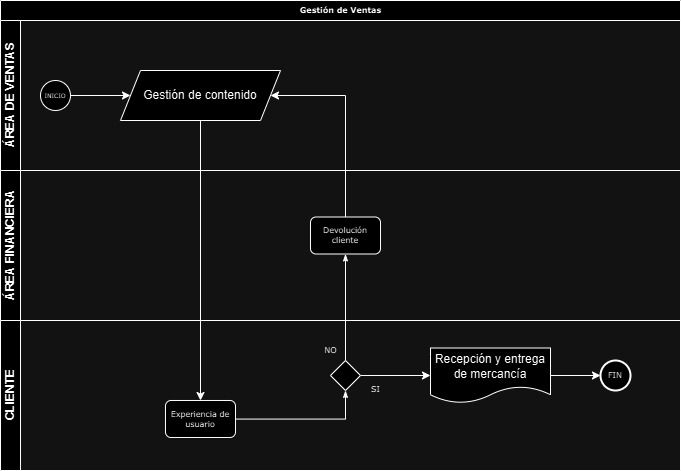 Gestión de Ventas
ÁREA DE VENTAS
INICIO
Gestión de contenido
ÁREA FINANCIERA
Devolución
cliente
CLIENTE
NO
SI
Recepción y entrega
de mercancía
FIN
Experiencia de
usuario